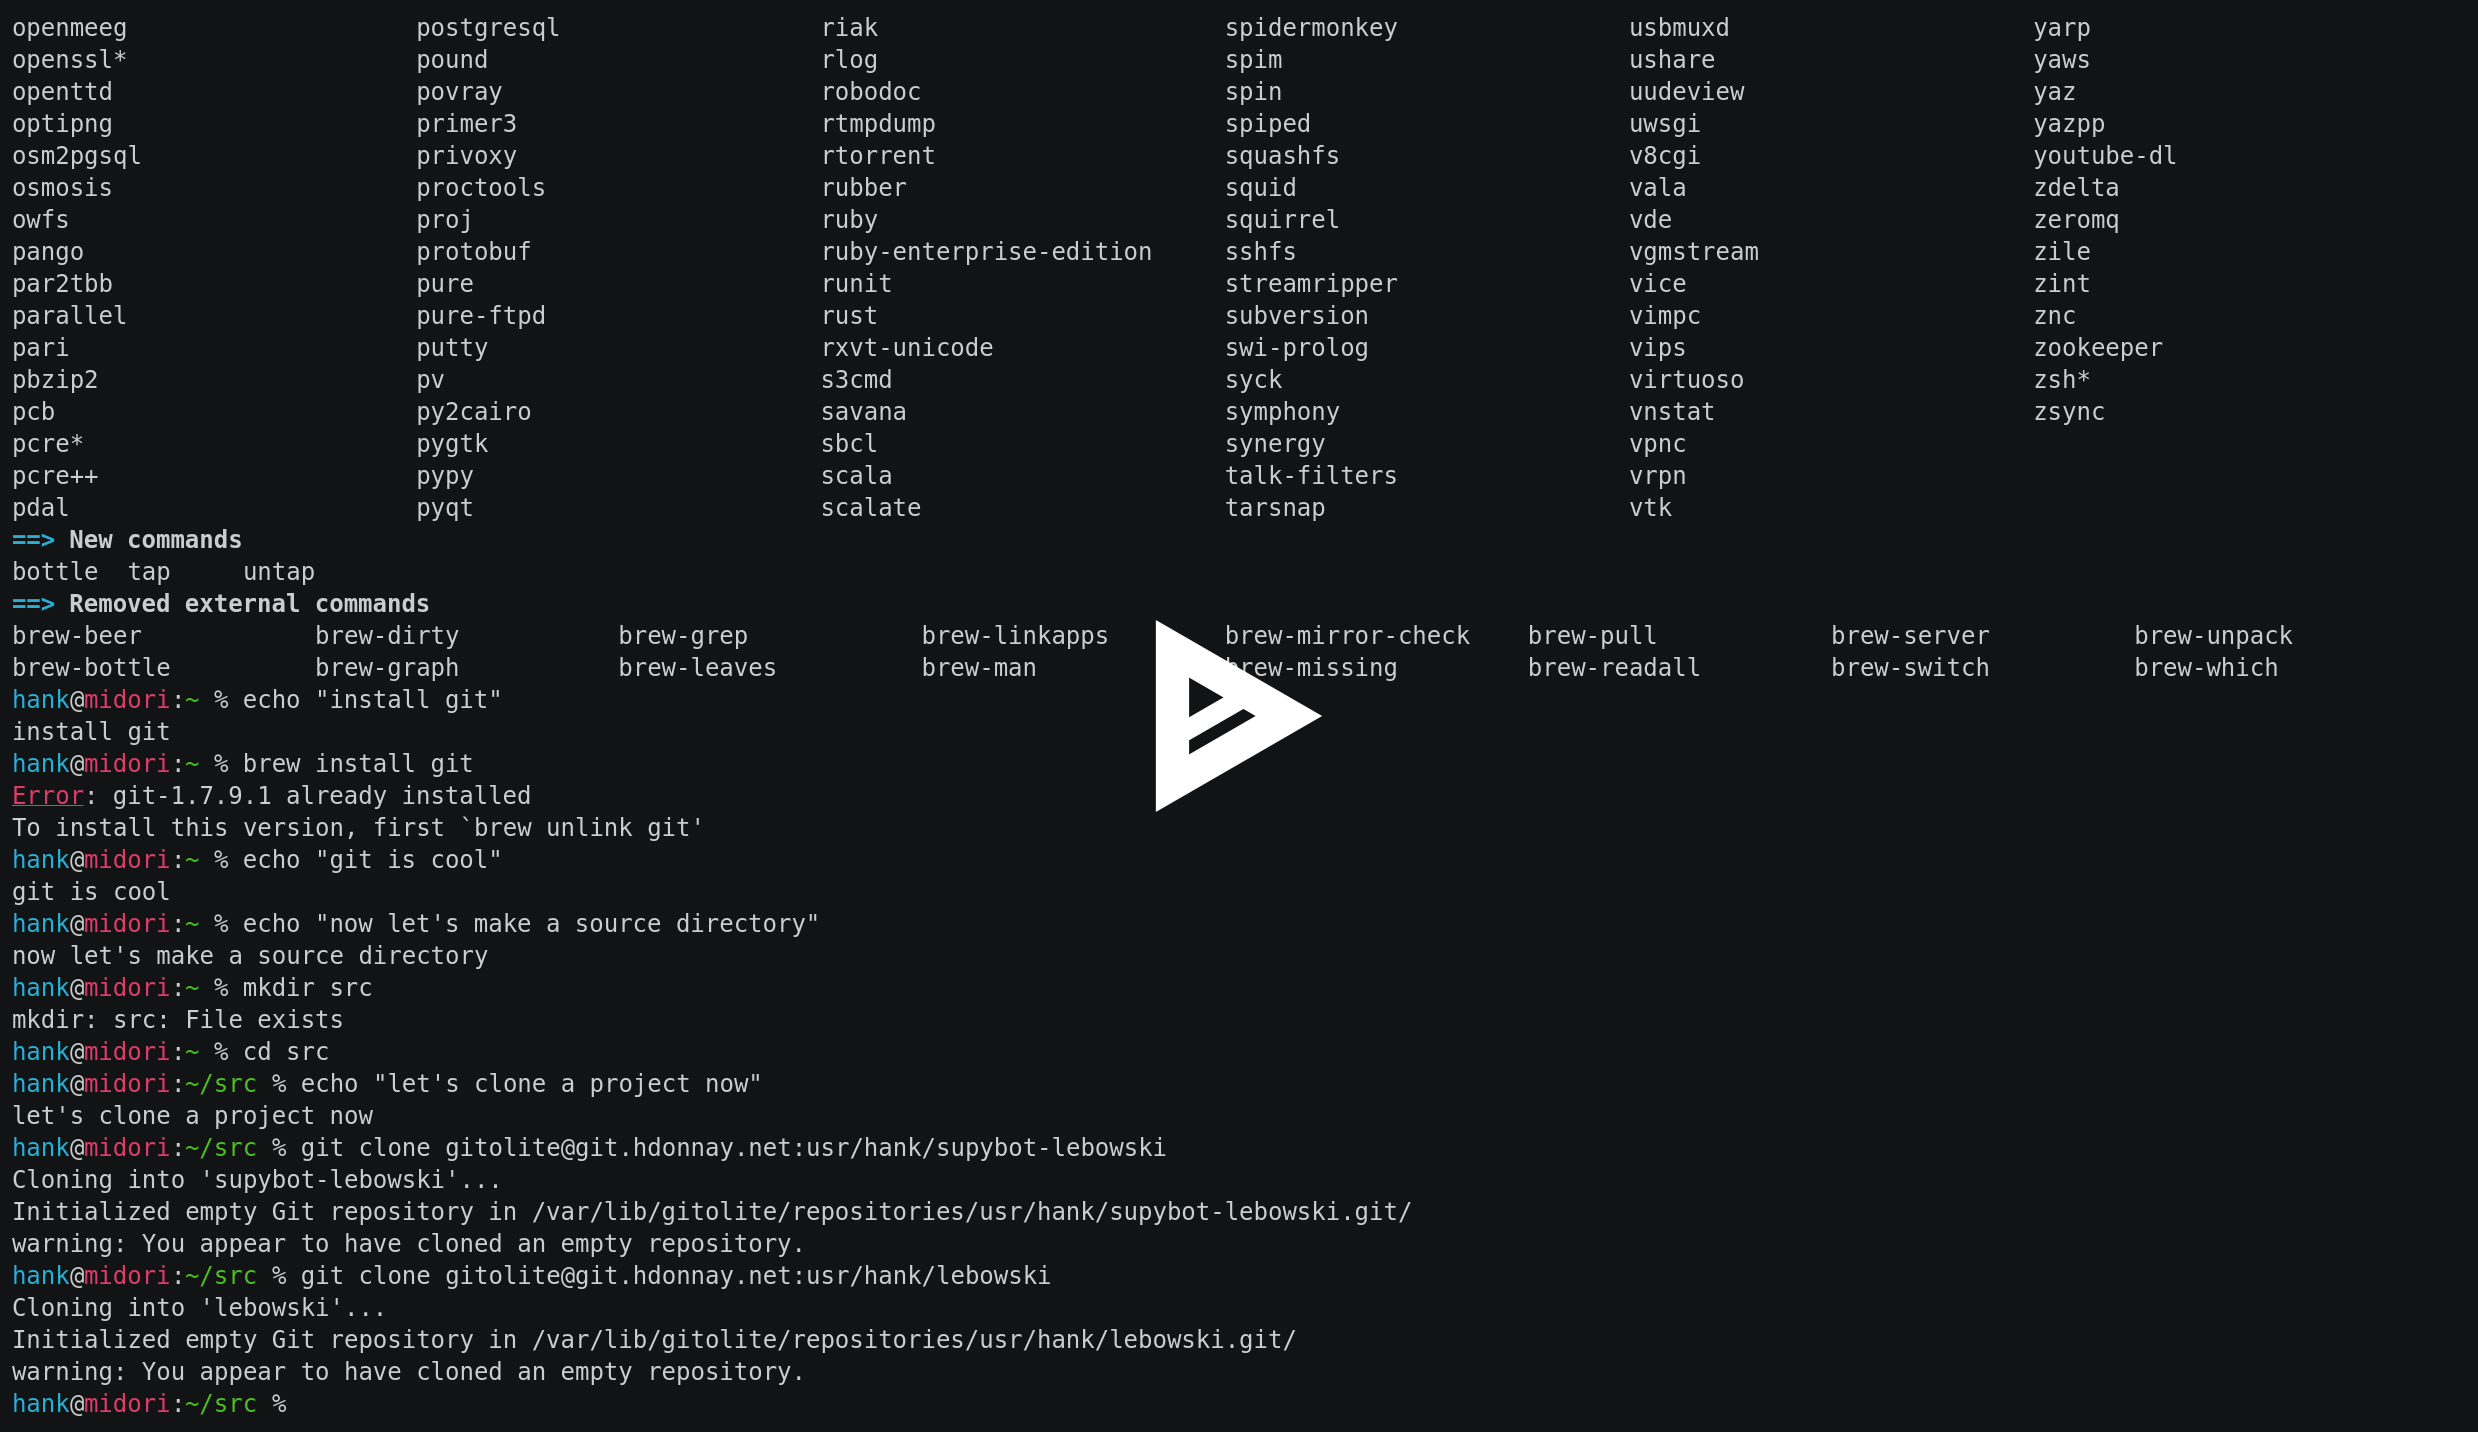 openmeeg postgresql riak spidermonkey usbmuxd yarp
openssl* pound rlog spim ushare yaws
openttd povray robodoc spin uudeview yaz
optipng primer3 rtmpdump spiped uwsgi yazpp
osm2pgsql privoxy rtorrent squashfs v8cgi youtube-dl
osmosis proctools rubber squid vala zdelta
owfs proj ruby squirrel vde zeromq
pango protobuf ruby-enterprise-edition sshfs vgmstream zile
par2tbb pure runit streamripper vice zint
parallel pure-ftpd rust subversion vimpc znc
pari putty rxvt-unicode swi-prolog vips zookeeper
pbzip2 pv s3cmd syck virtuoso zsh*
pcb py2cairo savana symphony vnstat zsync
pcre* pygtk sbcl synergy vpnc
pcre++ pypy scala talk-filters vrpn
pdal pyqt scalate tarsnap vtk
==> New commands
bottle tap untap
==> Removed external commands
brew-beer brew-dirty brew-grep brew-linkapps brew-mirror-check brew-pull brew-server brew-unpack
brew-bottle brew-graph brew-leaves brew-man brew-missing brew-readall brew-switch brew-which
hank@midori:~ % echo "install git"
install git
hank@midori:~ % brew install git
Error: git-1.7.9.1 already installed
To install this version, first `brew unlink git'
hank@midori:~ % echo "git is cool"
git is cool
hank@midori:~ % echo "now let's make a source directory"
now let's make a source directory
hank@midori:~ % mkdir src
mkdir: src: File exists
hank@midori:~ % cd src
hank@midori:~/src % echo "let's clone a project now"
let's clone a project now
hank@midori:~/src % git clone gitolite@git.hdonnay.net:usr/hank/supybot-lebowski
Cloning into 'supybot-lebowski'...
Initialized empty Git repository in /var/lib/gitolite/repositories/usr/hank/supybot-lebowski.git/
warning: You appear to have cloned an empty repository.
hank@midori:~/src % git clone gitolite@git.hdonnay.net:usr/hank/lebowski
Cloning into 'lebowski'...
Initialized empty Git repository in /var/lib/gitolite/repositories/usr/hank/lebowski.git/
warning: You appear to have cloned an empty repository.
hank@midori:~/src %